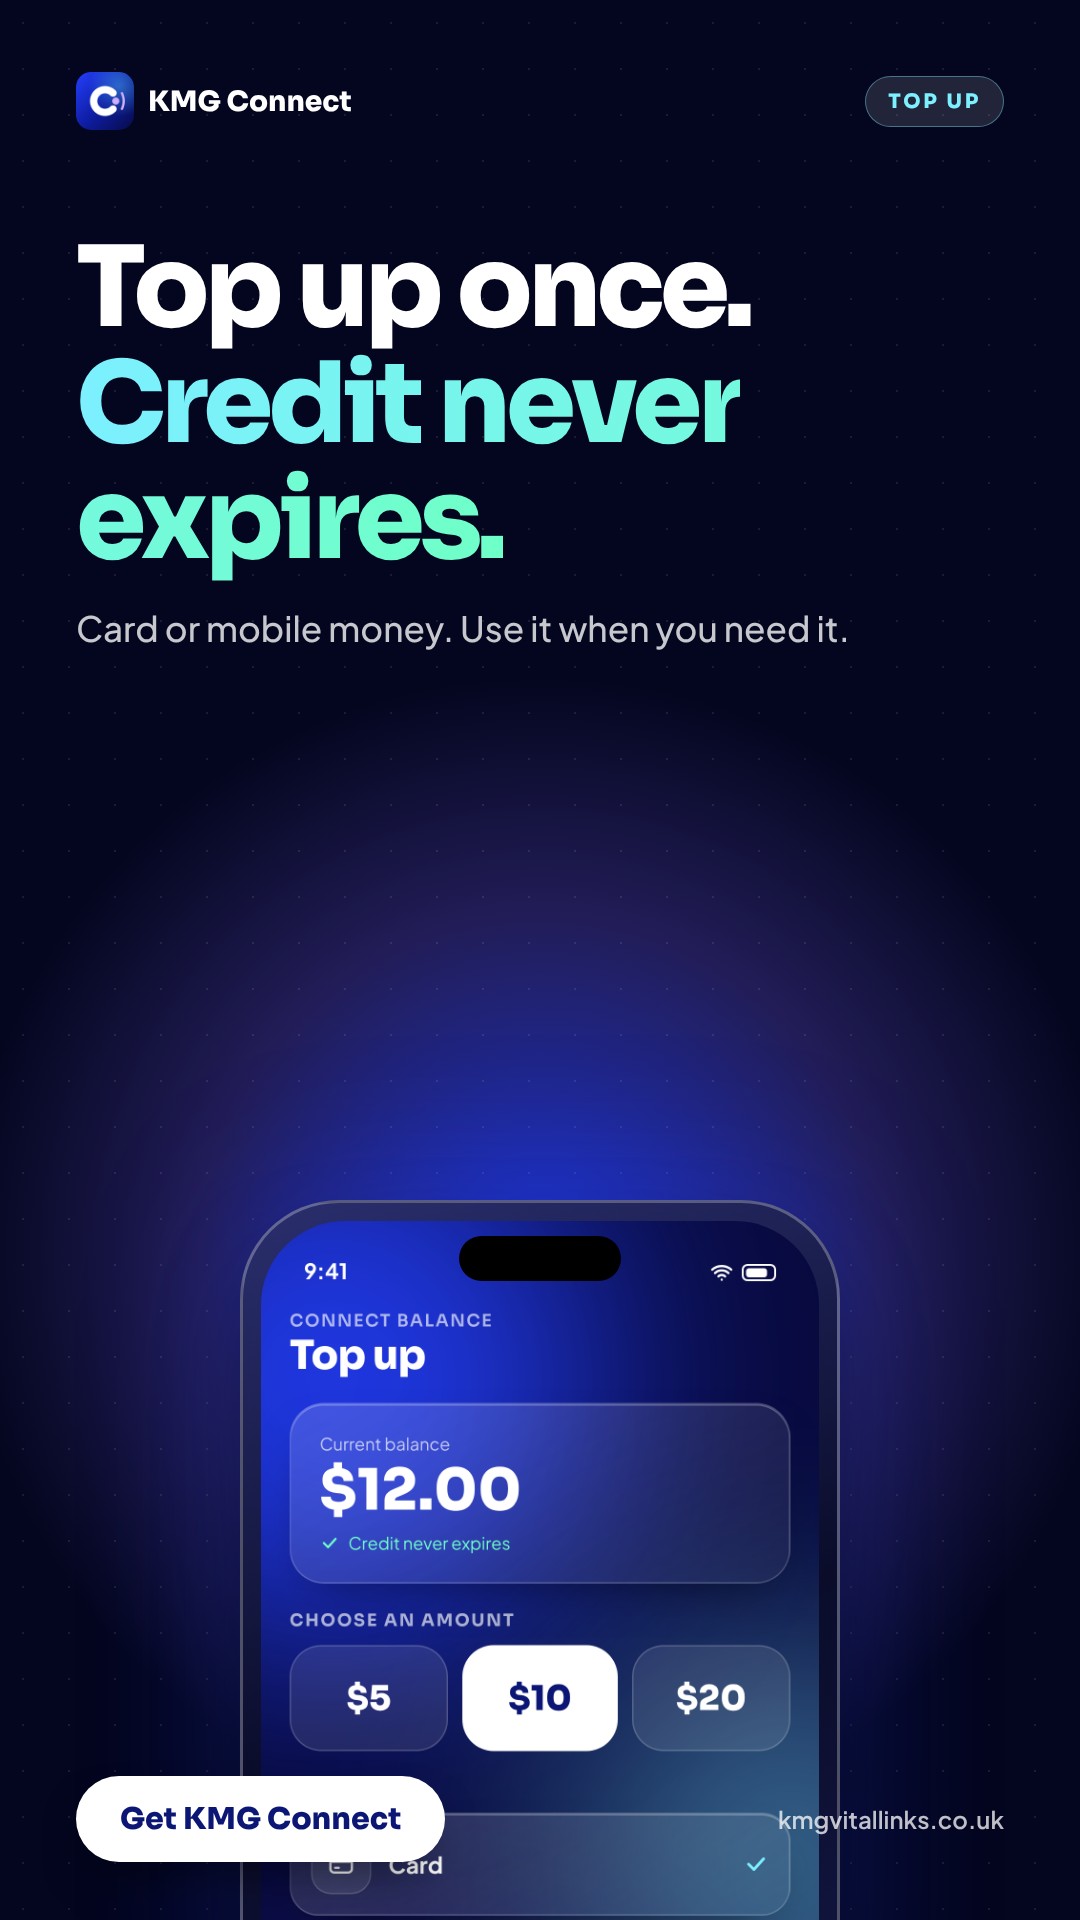 KMG Connect
TOP UP
Top up once.
Credit never
expires.
Card or mobile money. Use it when you need it.
9:41
CONNECT BALANCE
Top up
Current balance
$12.00
Credit never expires
CHOOSE AN AMOUNT
$5
$10
$20
Get KMG Connect
kmgvitallinks.co.uk
Card